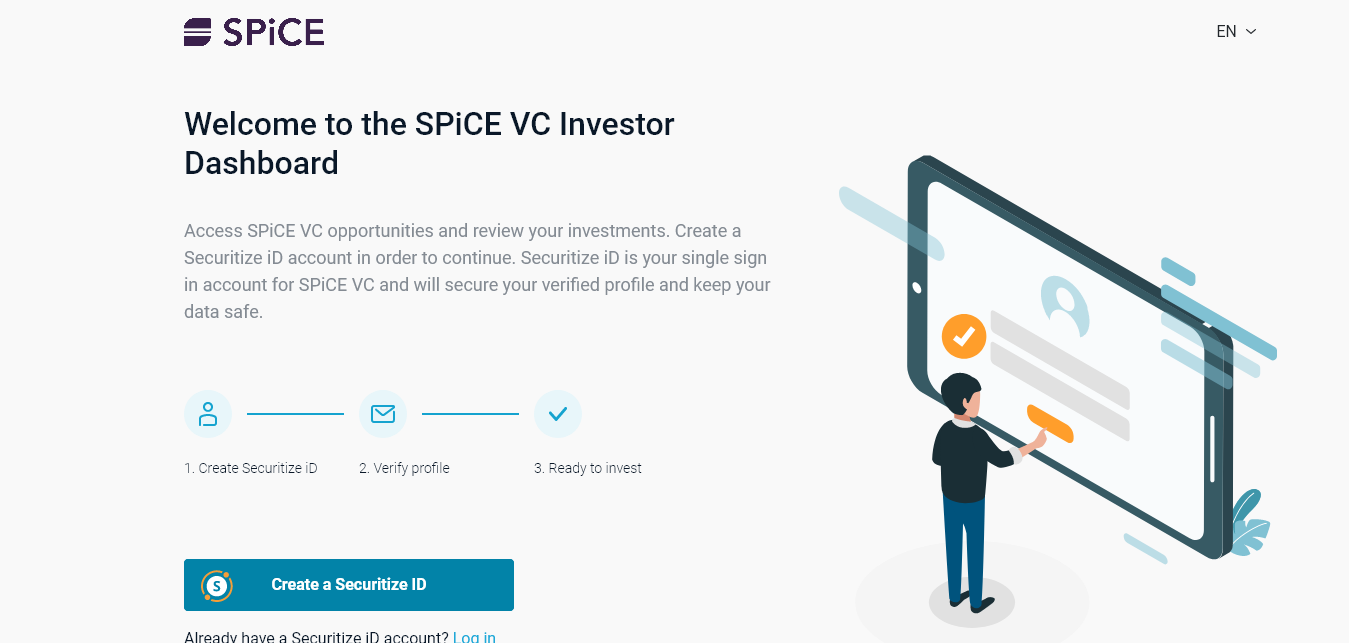 SPiCE
EN
Welcome to the SPiCE VC Investor
Dashboard
Access SPiCE VC opportunities and review your investments. Create a
Securitize iD account in order to continue. Securitize iD is your single sign
in account for SPiCE VC and will secure your verified profile and keep your
data safe.
1. Create Securitize iD
2. Verify profile
3. Ready to invest
S
Create a Securitize ID
Already have a Securitize iD account? Log in